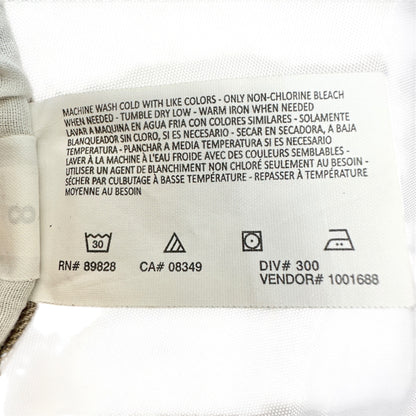 MACHINE WASH COLD WITH LIKE COLORS - ONLY NON-CHLORINE BLEACH
WHEN NEEDED - TUMBLE DRY LOW - WARM IRON WHEN NEEDED
LAVAR A MAQUINA EN AGUA FRIA CON COLORES SIMILARES - SOLAMENTE
BLANQUEADOR SIN CLORO, SI ES NECESARIO - SECAR EN SECADORA, A BAJA
TEMPERATURA - PLANCHAR A MEDIA TEMPERATURA SI ES NECESARIO
LAVER À LA MACHINE À L'EAU FROIDE AVEC DES COULEURS SEMBLABLES -
UTILISER UN AGENT DE BLANCHIMENT NON CHLORÉ SEULEMENT AU BESOIN -
SÉCHER PAR CULBUTAGE À BASSE TEMPÉRATURE - REPASSER À TEMPÉRATURE
MOYENNE AU BESOIN
30
RN# 89828 CA# 08349 DIV# 300
VENDOR# 1001688
8